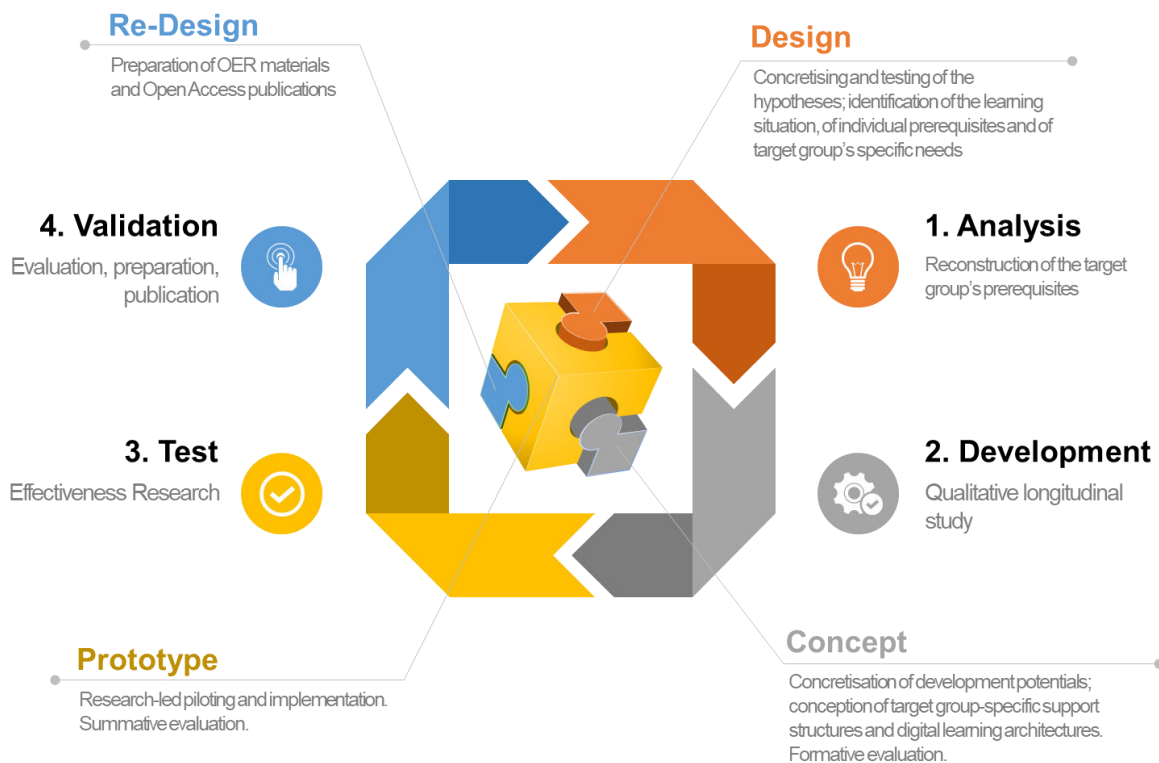 Re-Design
Preparation of OER materials
and Open Access publications
Design
Concretising and testing of the
hypotheses; identification of the learning
situation, of individual prerequisites and of
target group's specific needs
4. Validation
Evaluation, preparation,
publication
1. Analysis
Reconstruction of the target
group's prerequisites
3. Test
Effectiveness Research
2. Development
Qualitative longitudinal
study
Prototype
Research-led piloting and implementation.
Summative evaluation.
Concept
Concretisation of development potentials;
conception of target group-specific support
structures and digital learning architectures.
Formative evaluation.